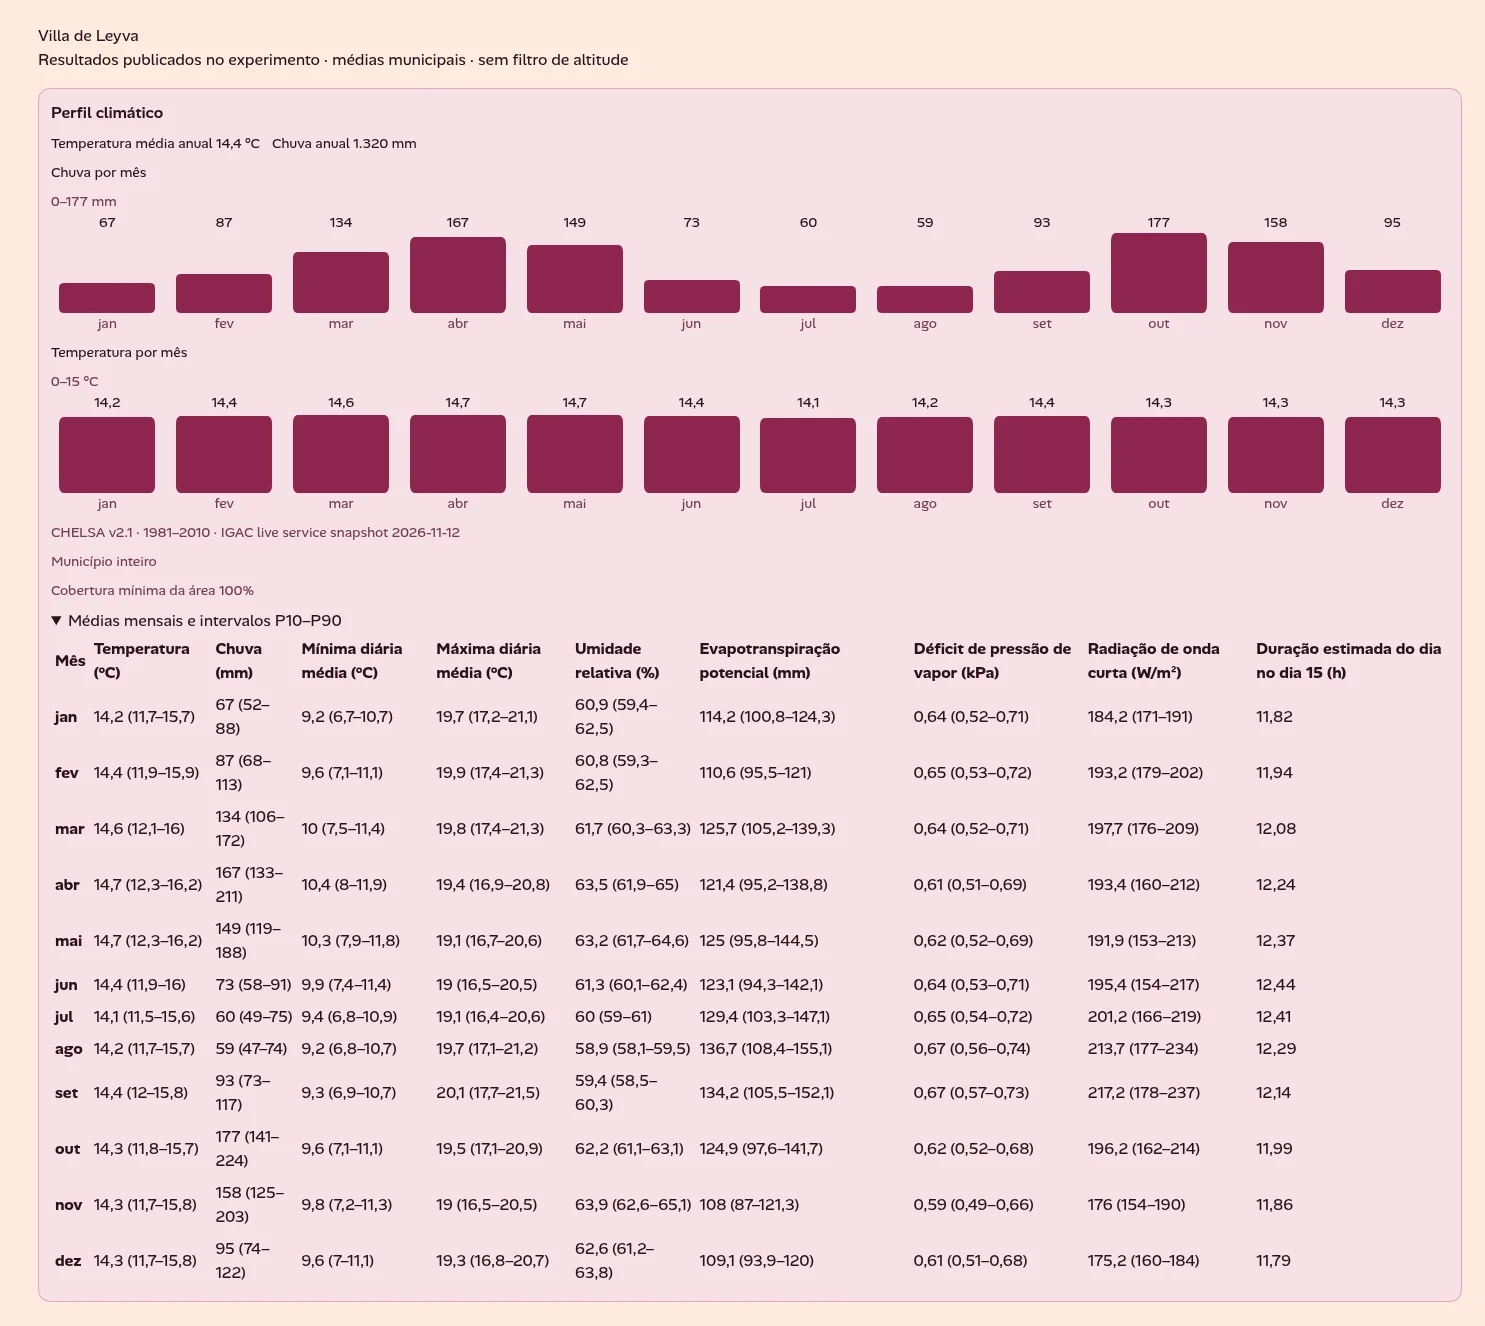 Villa de Leyva
Resultados publicados no experimento · médias municipais · sem filtro de altitude
Perfil climático
Temperatura média anual 14,4 °C Chuva anual 1.320 mm
Chuva por mês
0–177 mm
67 87 134 167 149 73 60 59 93 177 158 95
jan fev mar abr mai jun jul ago set out nov dez
Temperatura por mês
0–15 °C
14,2 14,4 14,6 14,7 14,7 14,4 14,1 14,2 14,4 14,3 14,3 14,3
jan fev mar abr mai jun jul ago set out nov dez
CHELSA v2.1 · 1981–2010 · IGAC live service snapshot 2026-11-12
Município inteiro
Cobertura mínima da área 100%
▼ Médias mensais e intervalos P10–P90
Mês Temperatura (°C) Chuva (mm) Mínima diária média (°C) Máxima diária média (°C) Umidade relativa (%) Evapotranspiração potencial (mm) Déficit de pressão de vapor (kPa) Radiação de onda curta (W/m²) Duração estimada do dia no dia 15 (h)
jan 14,2 (11,7–15,7) 67 (52–88) 9,2 (6,7–10,7) 19,7 (17,2–21,1) 60,9 (59,4–62,5) 114,2 (100,8–124,3) 0,64 (0,52–0,71) 184,2 (171–191) 11,82
fev 14,4 (11,9–15,9) 87 (68–113) 9,6 (7,1–11,1) 19,9 (17,4–21,3) 60,8 (59,3–62,5) 110,6 (95,5–121) 0,65 (0,53–0,72) 193,2 (179–202) 11,94
mar 14,6 (12,1–16) 134 (106–172) 10 (7,5–11,4) 19,8 (17,4–21,3) 61,7 (60,3–63,3) 125,7 (105,2–139,3) 0,64 (0,52–0,71) 197,7 (176–209) 12,08
abr 14,7 (12,3–16,2) 167 (133–211) 10,4 (8–11,9) 19,4 (16,9–20,8) 63,5 (61,9–65) 121,4 (95,2–138,8) 0,61 (0,51–0,69) 193,4 (160–212) 12,24
mai 14,7 (12,3–16,2) 149 (119–188) 10,3 (7,9–11,8) 19,1 (16,7–20,6) 63,2 (61,7–64,6) 125 (95,8–144,5) 0,62 (0,52–0,69) 191,9 (153–213) 12,37
jun 14,4 (11,9–16) 73 (58–91) 9,9 (7,4–11,4) 19 (16,5–20,5) 61,3 (60,1–62,4) 123,1 (94,3–142,1) 0,64 (0,53–0,71) 195,4 (154–217) 12,44
jul 14,1 (11,5–15,6) 60 (49–75) 9,4 (6,8–10,9) 19,1 (16,4–20,6) 60 (59–61) 129,4 (103,3–147,1) 0,65 (0,54–0,72) 201,2 (166–219) 12,41
ago 14,2 (11,7–15,7) 59 (47–74) 9,2 (6,8–10,7) 19,7 (17,1–21,2) 58,9 (58,1–59,5) 136,7 (108,4–155,1) 0,67 (0,56–0,74) 213,7 (177–234) 12,29
set 14,4 (12–15,8) 93 (73–117) 9,3 (6,9–10,7) 20,1 (17,7–21,5) 59,4 (58,5–60,3) 134,2 (105,5–152,1) 0,67 (0,57–0,73) 217,2 (178–237) 12,14
out 14,3 (11,8–15,7) 177 (141–224) 9,6 (7,1–11,1) 19,5 (17,1–20,9) 62,2 (61,1–63,1) 124,9 (97,6–141,7) 0,62 (0,52–0,68) 196,2 (162–214) 11,99
nov 14,3 (11,7–15,8) 158 (125–203) 9,8 (7,2–11,3) 19 (16,5–20,5) 63,9 (62,6–65,1) 108 (87–121,3) 0,59 (0,49–0,66) 176 (154–190) 11,86
dez 14,3 (11,7–15,8) 95 (74–122) 9,6 (7–11,1) 19,3 (16,8–20,7) 62,6 (61,2–63,8) 109,1 (93,9–120) 0,61 (0,51–0,68) 175,2 (160–184) 11,79